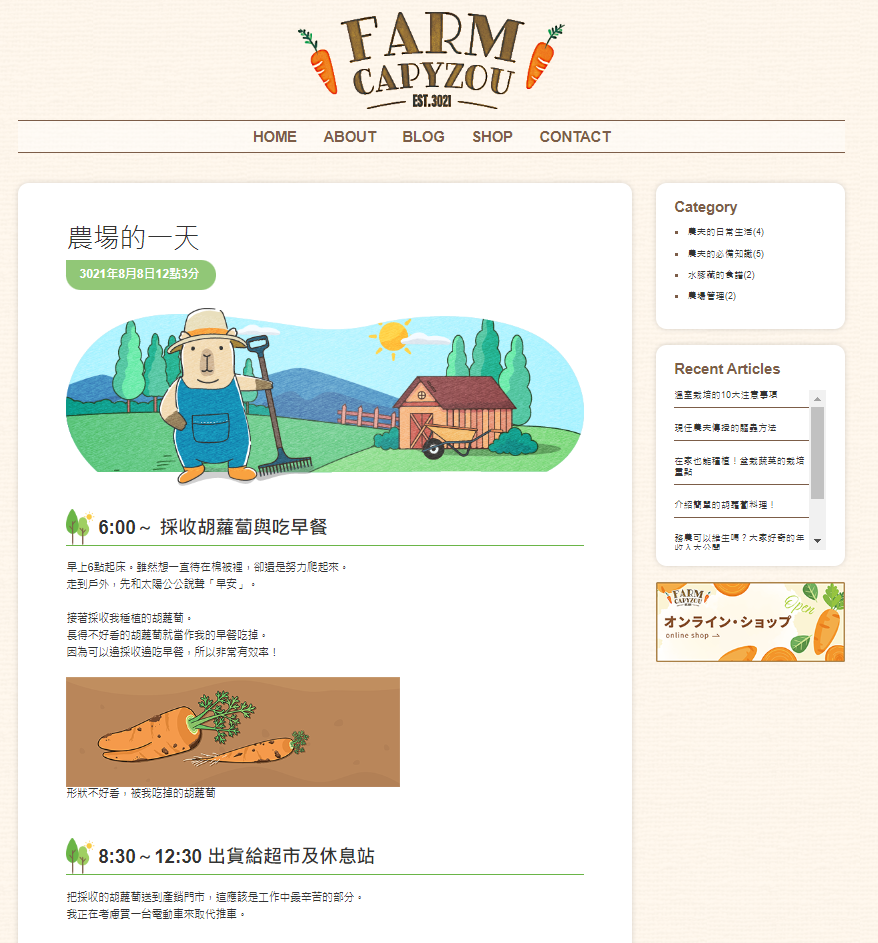 FARM
CAPYZOU
EST.3021
HOME ABOUT BLOG SHOP CONTACT
農場的一天
3021年8月8日12點3分
6:00～ 採收胡蘿蔔與吃早餐
早上6點起床。雖然想一直待在棉被裡，卻還是努力爬起來。
走到戶外，先和太陽公公說聲「早安」。
接著採收我種植的胡蘿蔔。
長得不好看的胡蘿蔔就當作我的早餐吃掉。
因為可以邊採收邊吃早餐，所以非常有效率！
形狀不好看，被我吃掉的胡蘿蔔
8:30～12:30 出貨給超市及休息站
把採收的胡蘿蔔送到產銷門市，這應該是工作中最辛苦的部分。
我正在考慮買一台電動車來取代推車。
Category
農夫的日常生活(4)
農夫的必備知識(5)
水豚藏的食譜(2)
農場管理(2)
Recent Articles
溫室栽培的10大注意事項
現任農夫傳授的驅蟲方法
在家也能種植！盆栽蔬菜的栽培
重點
介紹簡單的胡蘿蔔料理！
務農可以維生嗎？大家好奇的年
收入大公開
FARM
CAPYZOU
Open
オンライン・ショップ
online shop →